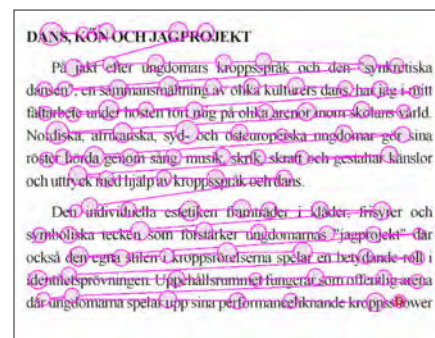 DANS, KÖN OCH JAGPROJEKT
På jakt efter ungdomars kroppsspråk och den "synkretiska
dansen", en sammansmältning av olika kulturers dans, har jag i mitt
fältarbete under hösten rört mig på olika arenor inom skolans värld.
Nordiska, afrikanska, syd- och östeuropeiska ungdomar gör sina
röster hörda genom sång, musik, skrik, skratt och gestaltar känslor
och uttryck med hjälp av kroppsspråk och dans.
Den individuella estetiken framträder i kläder, frisyrer och
symboliska tecken som förstärker ungdomarnas "jagprojekt" där
också den egna stilen i kroppsrörelserna spelar en betydande roll i
identitetsprövningen. Uppehållsrummet fungerar som offentlig arena
där ungdomarna spelar upp sina performanceliknande kroppsshower